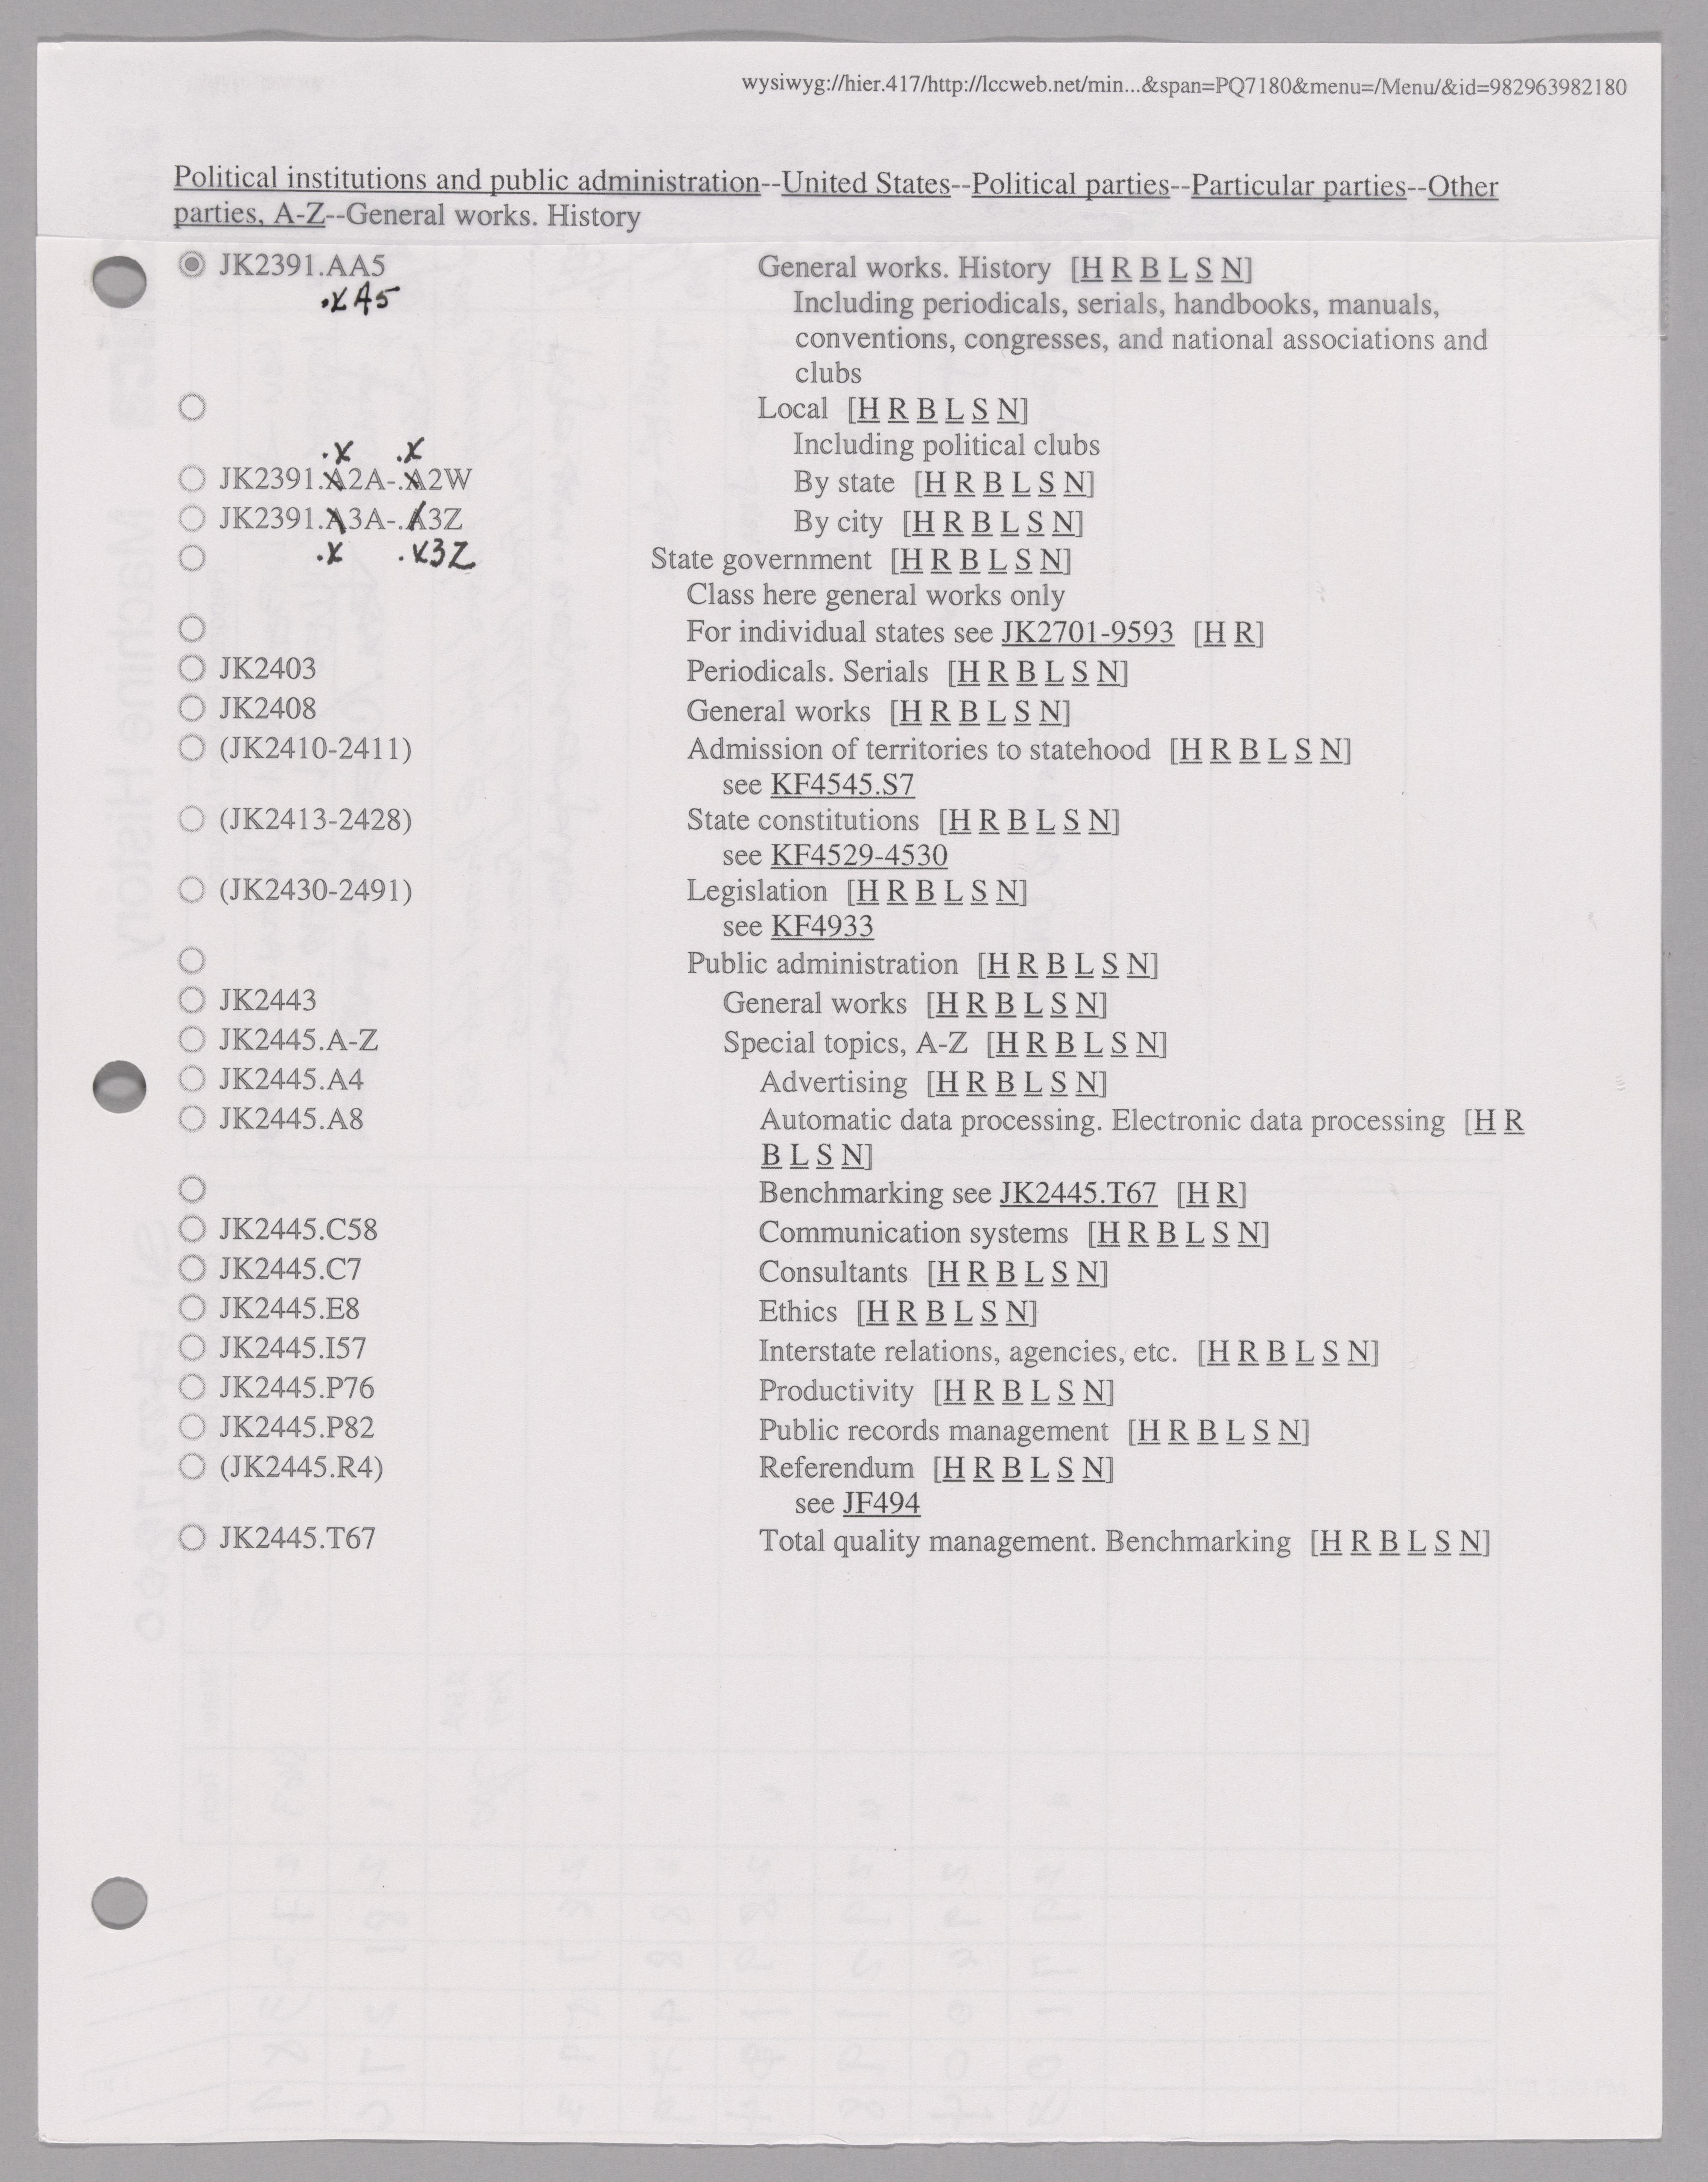 wysiwyg://hier.417/http://lccweb.net/min...&span=PQ7180&menu=/Menu/&id=982963982180
Political institutions and public administration--United States--Political parties--Particular parties--Other
parties, A-Z--General works. History
JK2391.AA5 General works. History [H R B L S N]
.xA5 Including periodicals, serials, handbooks, manuals,
conventions, congresses, and national associations and
clubs
Local [H R B L S N]
.x .x Including political clubs
JK2391.A2A-.A2W By state [H R B L S N]
JK2391.A3A-.A3Z By city [H R B L S N]
.x .x3Z State government [H R B L S N]
Class here general works only
For individual states see JK2701-9593 [H R]
JK2403 Periodicals. Serials [H R B L S N]
JK2408 General works [H R B L S N]
(JK2410-2411) Admission of territories to statehood [H R B L S N]
see KF4545.S7
(JK2413-2428) State constitutions [H R B L S N]
see KF4529-4530
(JK2430-2491) Legislation [H R B L S N]
see KF4933
Public administration [H R B L S N]
JK2443 General works [H R B L S N]
JK2445.A-Z Special topics, A-Z [H R B L S N]
JK2445.A4 Advertising [H R B L S N]
JK2445.A8 Automatic data processing. Electronic data processing [H R
B L S N]
Benchmarking see JK2445.T67 [H R]
JK2445.C58 Communication systems [H R B L S N]
JK2445.C7 Consultants [H R B L S N]
JK2445.E8 Ethics [H R B L S N]
JK2445.I57 Interstate relations, agencies, etc. [H R B L S N]
JK2445.P76 Productivity [H R B L S N]
JK2445.P82 Public records management [H R B L S N]
(JK2445.R4) Referendum [H R B L S N]
see JF494
JK2445.T67 Total quality management. Benchmarking [H R B L S N]